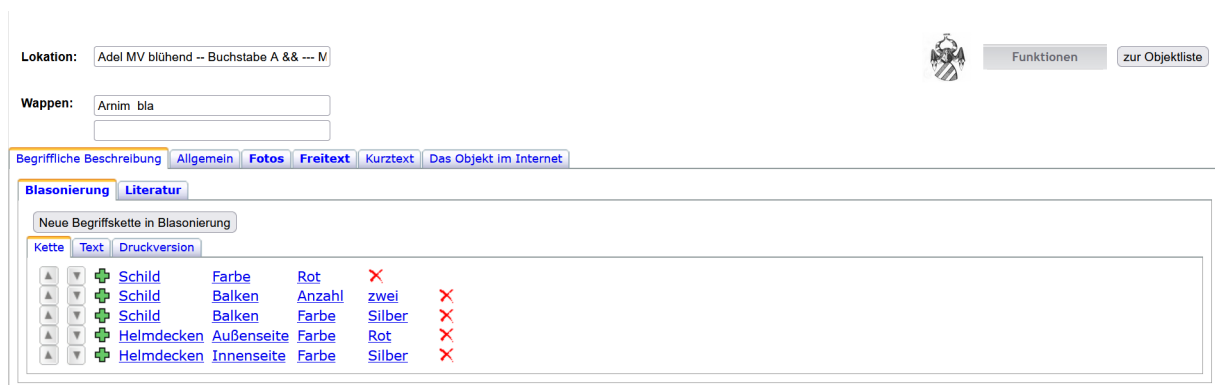 Lokation: Adel MV blühend -- Buchstabe A && --- M Funktionen zur Objektliste
Wappen: Arnim bla
Begriffliche Beschreibung Allgemein Fotos Freitext Kurztext Das Objekt im Internet
Blasonierung Literatur
Neue Begriffskette in Blasonierung
Kette Text Druckversion
Schild Farbe Rot
Schild Balken Anzahl zwei
Schild Balken Farbe Silber
Helmdecken Außenseite Farbe Rot
Helmdecken Innenseite Farbe Silber